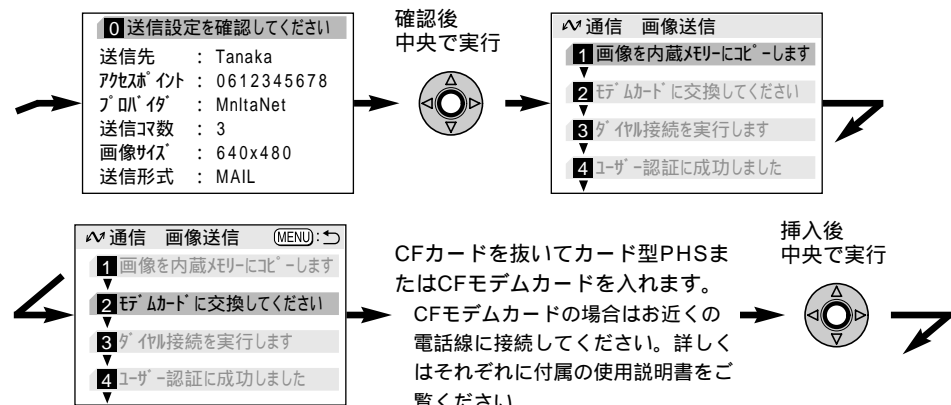 0 送信設定を確認してください
送信先 : Tanaka
ｱｸｾｽﾎﾟｲﾝﾄ : 0612345678
ﾌﾟﾛﾊﾞｲﾀﾞ : MnltaNet
送信ｺﾏ数 : 3
画像ｻｲｽﾞ : 640x480
送信形式 : MAIL
確認後
中央で実行
通信 画像送信
1 画像を内蔵ﾒﾓﾘｰにｺﾋﾟｰします
2 ﾓﾃﾞﾑｶｰﾄﾞに交換してください
3 ﾀﾞｲﾔﾙ接続を実行します
4 ﾕｰｻﾞｰ認証に成功しました
通信 画像送信 MENU:
1 画像を内蔵ﾒﾓﾘｰにｺﾋﾟｰします
2 ﾓﾃﾞﾑｶｰﾄﾞに交換してください
3 ﾀﾞｲﾔﾙ接続を実行します
4 ﾕｰｻﾞｰ認証に成功しました
CFカードを抜いてカード型PHSま
たはCFモデムカードを入れます。
CFモデムカードの場合はお近くの
電話線に接続してください。詳しく
はそれぞれに付属の使用説明書をご
覧ください
挿入後
中央で実行